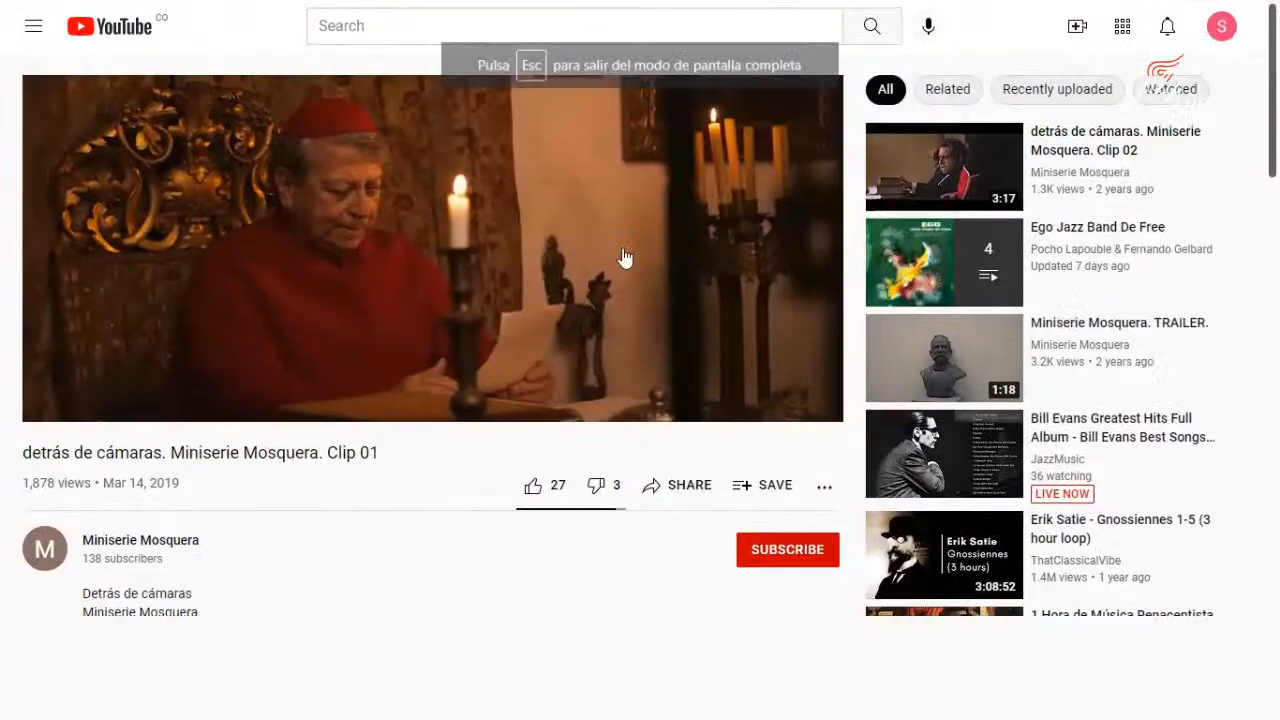 YouTube CO
Search
S
Pulsa Esc para salir del modo de pantalla completa
All
Related
Recently uploaded
Watched
detrás de cámaras. Miniserie
Mosquera. Clip 02
Miniserie Mosquera
1.3K views • 2 years ago
3:17
Ego Jazz Band De Free
Pocho Lapouble & Fernando Gelbard
Updated 7 days ago
EGO
4
Miniserie Mosquera. TRAILER.
Miniserie Mosquera
3.2K views • 2 years ago
1:18
Bill Evans Greatest Hits Full
Album - Bill Evans Best Songs...
JazzMusic
36 watching
LIVE NOW
Erik Satie - Gnossiennes 1-5 (3
hour loop)
ThatClassicalVibe
1.4M views • 1 year ago
Erik Satie
Gnossiennes
(3 hours)
3:08:52
1 Hora de Música Renacentista
detrás de cámaras. Miniserie Mosquera. Clip 01
1,878 views • Mar 14, 2019
27
3
SHARE
SAVE
M
Miniserie Mosquera
138 subscribers
SUBSCRIBE
Detrás de cámaras
Miniserie Mosquera